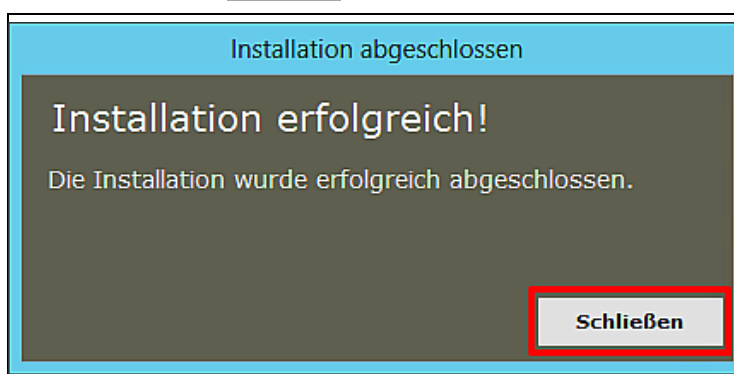 Installation abgeschlossen
Installation erfolgreich!
Die Installation wurde erfolgreich abgeschlossen.
Schließen